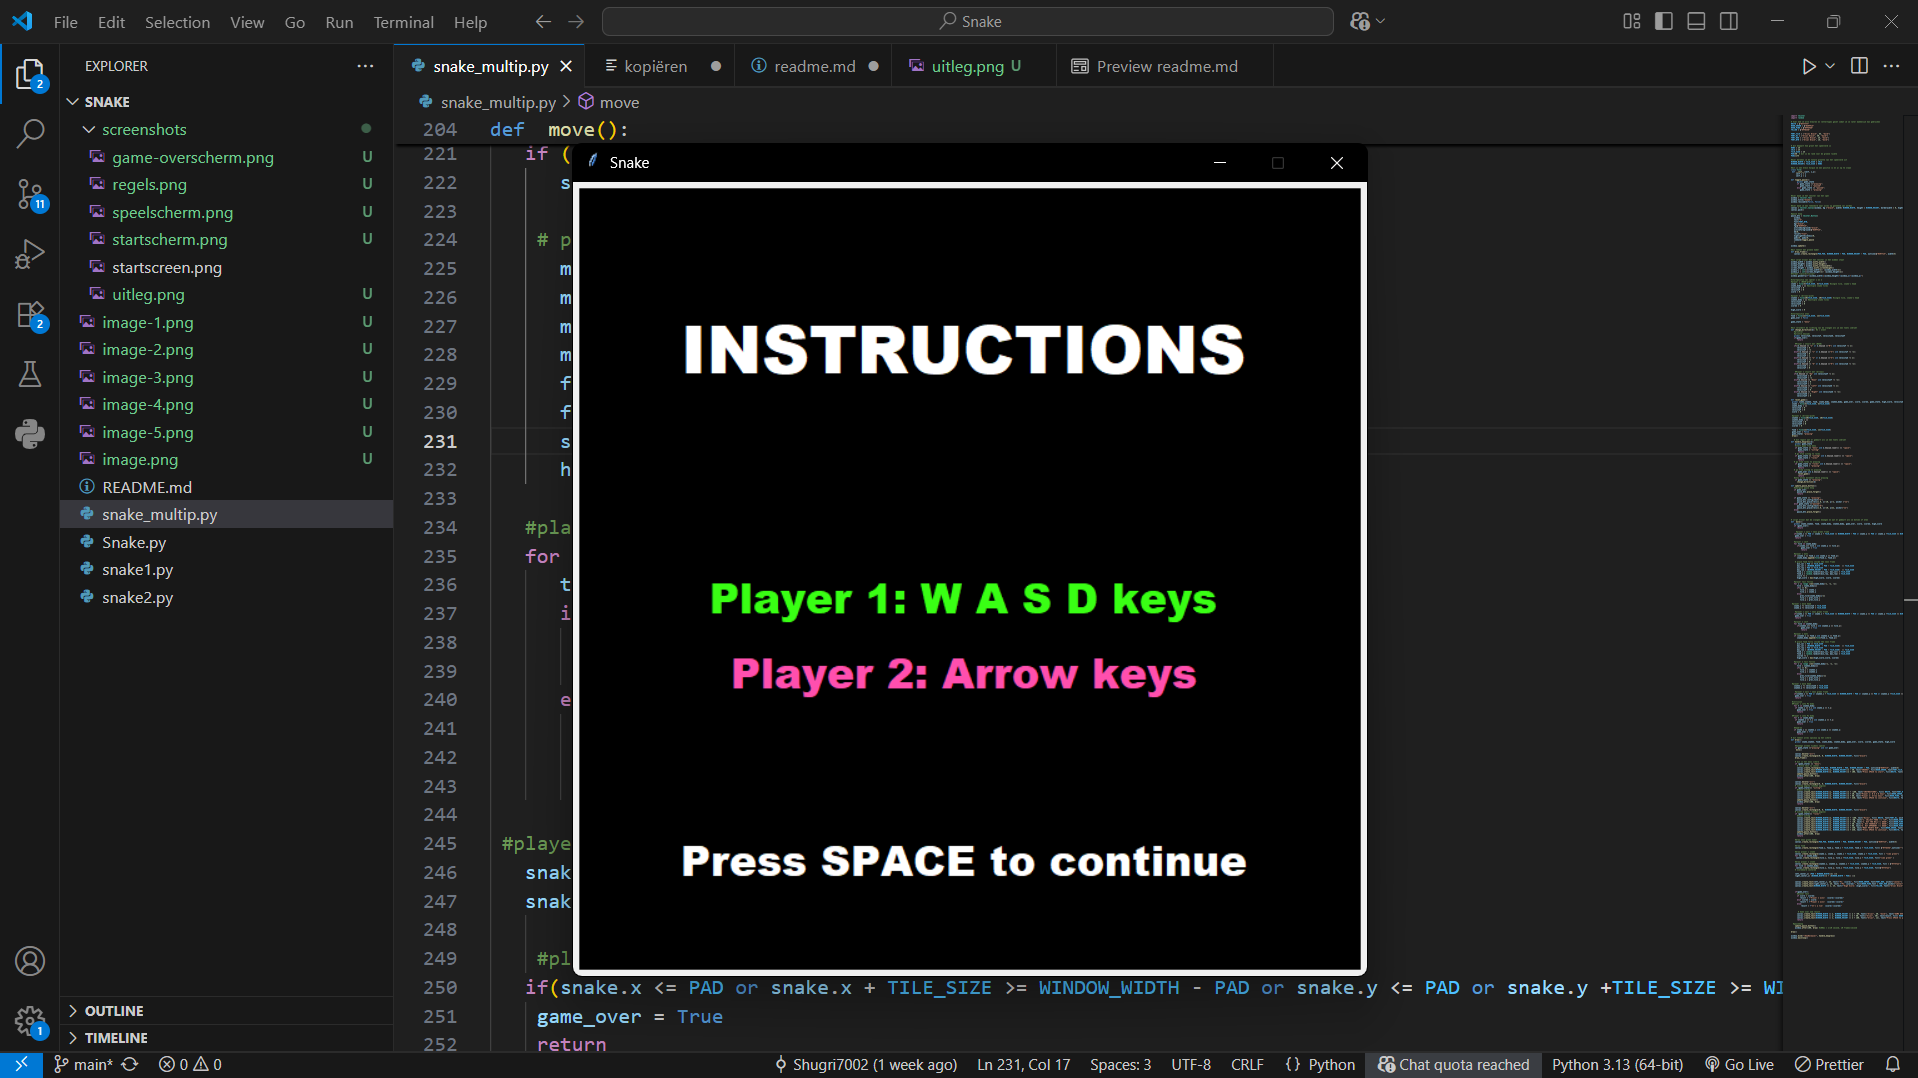 File Edit Selection View Go Run Terminal Help
Snake
EXPLORER
SNAKE
screenshots
game-overscherm.png U
regels.png U
speelscherm.png U
startscherm.png U
startscreen.png
uitleg.png U
image-1.png U
image-2.png U
image-3.png U
image-4.png U
image-5.png U
image.png U
README.md
snake_multip.py
Snake.py
snake1.py
snake2.py
OUTLINE
TIMELINE
2
11
2
1
snake_multip.py
kopiëren
readme.md
uitleg.png U
Preview readme.md
snake_multip.py > move
204 def move():
221 if (
222 s
223
224 # p
225 m
226 m
227 m
228 m
229 f
230 f
231 s
232 h
233
234 #pla
235 for
236 t
237 i
238
239
240 e
241
242
243
244
245 #playe
246 snak
247 snak
248
249 #pl
250 if(snake.x <= PAD or snake.x + TILE_SIZE >= WINDOW_WIDTH - PAD or snake.y <= PAD or snake.y +TILE_SIZE >= WI
251 game_over = True
252 return
Snake
INSTRUCTIONS
Player 1: W A S D keys
Player 2: Arrow keys
Press SPACE to continue
main* 0 0 Shugri7002 (1 week ago) Ln 231, Col 17 Spaces: 3 UTF-8 CRLF {} Python Chat quota reached Python 3.13 (64-bit) Go Live Prettier